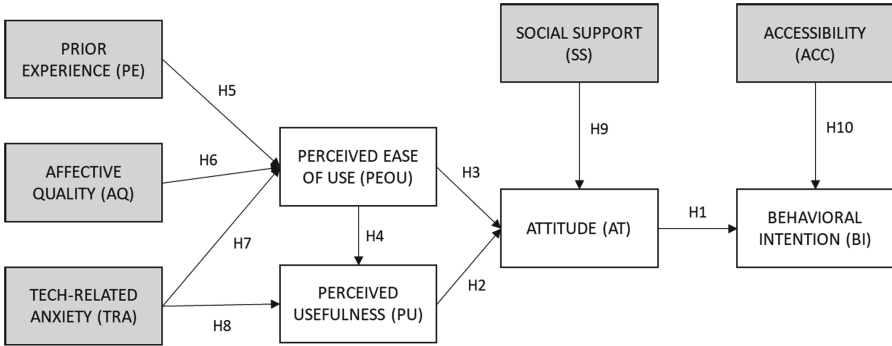 PRIOR
EXPERIENCE (PE)
SOCIAL SUPPORT
(SS)
ACCESSIBILITY
(ACC)
H5
H9
H10
AFFECTIVE
QUALITY (AQ)
H6
PERCEIVED EASE
OF USE (PEOU)
H3
H7
H4
ATTITUDE (AT)
H1
BEHAVIORAL
INTENTION (BI)
TECH-RELATED
ANXIETY (TRA)
H8
PERCEIVED
USEFULNESS (PU)
H2